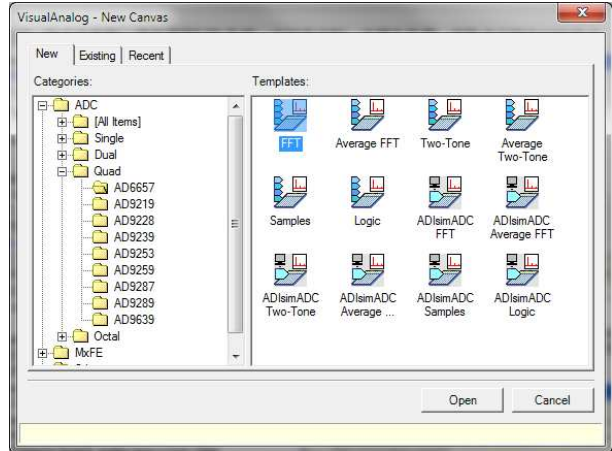 VisualAnalog - New Canvas
New
Existing
Recent
Categories:
ADC
[All Items]
Single
Dual
Quad
AD6657
AD9219
AD9228
AD9239
AD9253
AD9259
AD9287
AD9289
AD9639
Octal
MxFE
Templates:
FFT
Average FFT
Two-Tone
Average
Two-Tone
Samples
Logic
ADIsimADC
FFT
ADIsimADC
Average FFT
ADIsimADC
Two-Tone
ADIsimADC
Average ...
ADIsimADC
Samples
ADIsimADC
Logic
Open
Cancel